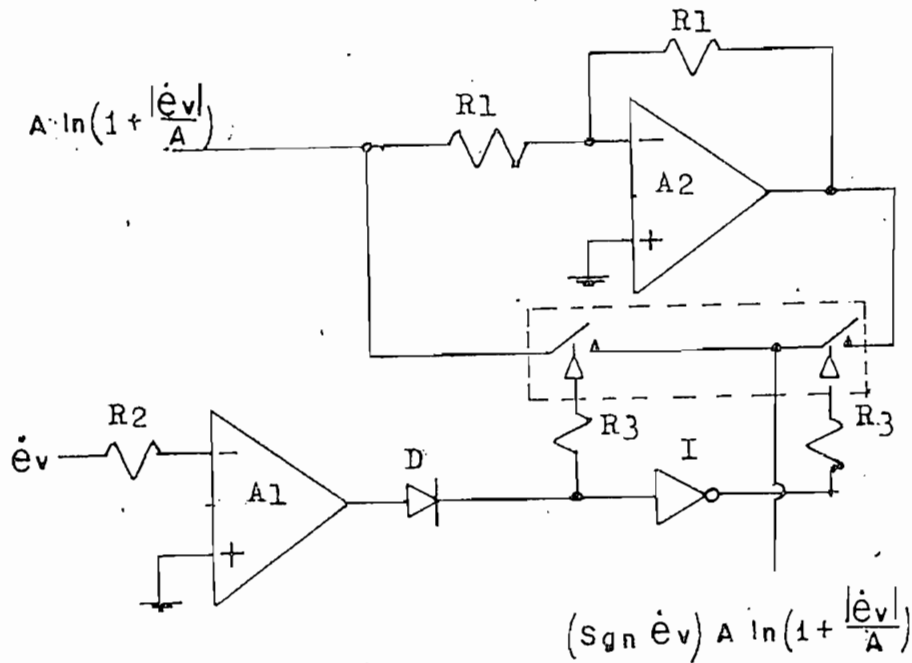 R1
A ln(1 + |ėv|/A)
R1
−
A2
+
R2
ėv
−
A1
+
D
R3
I
R3
(Sgn ėv) A ln(1 + |ėv|/A)